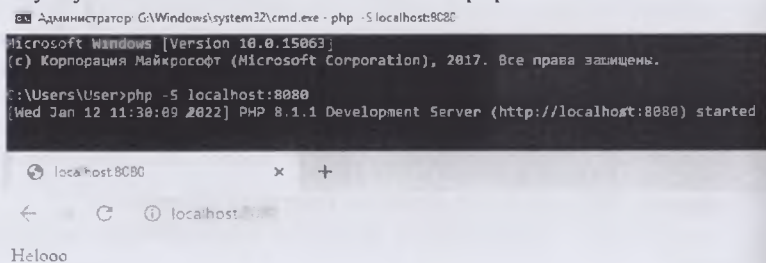 Администратор: G:\Windows\system32\cmd.exe - php -S localhost:8080
Microsoft Windows [Version 10.0.15063]
(c) Корпорация Майкрософт (Microsoft Corporation), 2017. Все права защищены.
C:\Users\User>php -S localhost:8080
[Wed Jan 12 11:30:09 2022] PHP 8.1.1 Development Server (http://localhost:8080) started
localhost:8080
localhost
Helooo